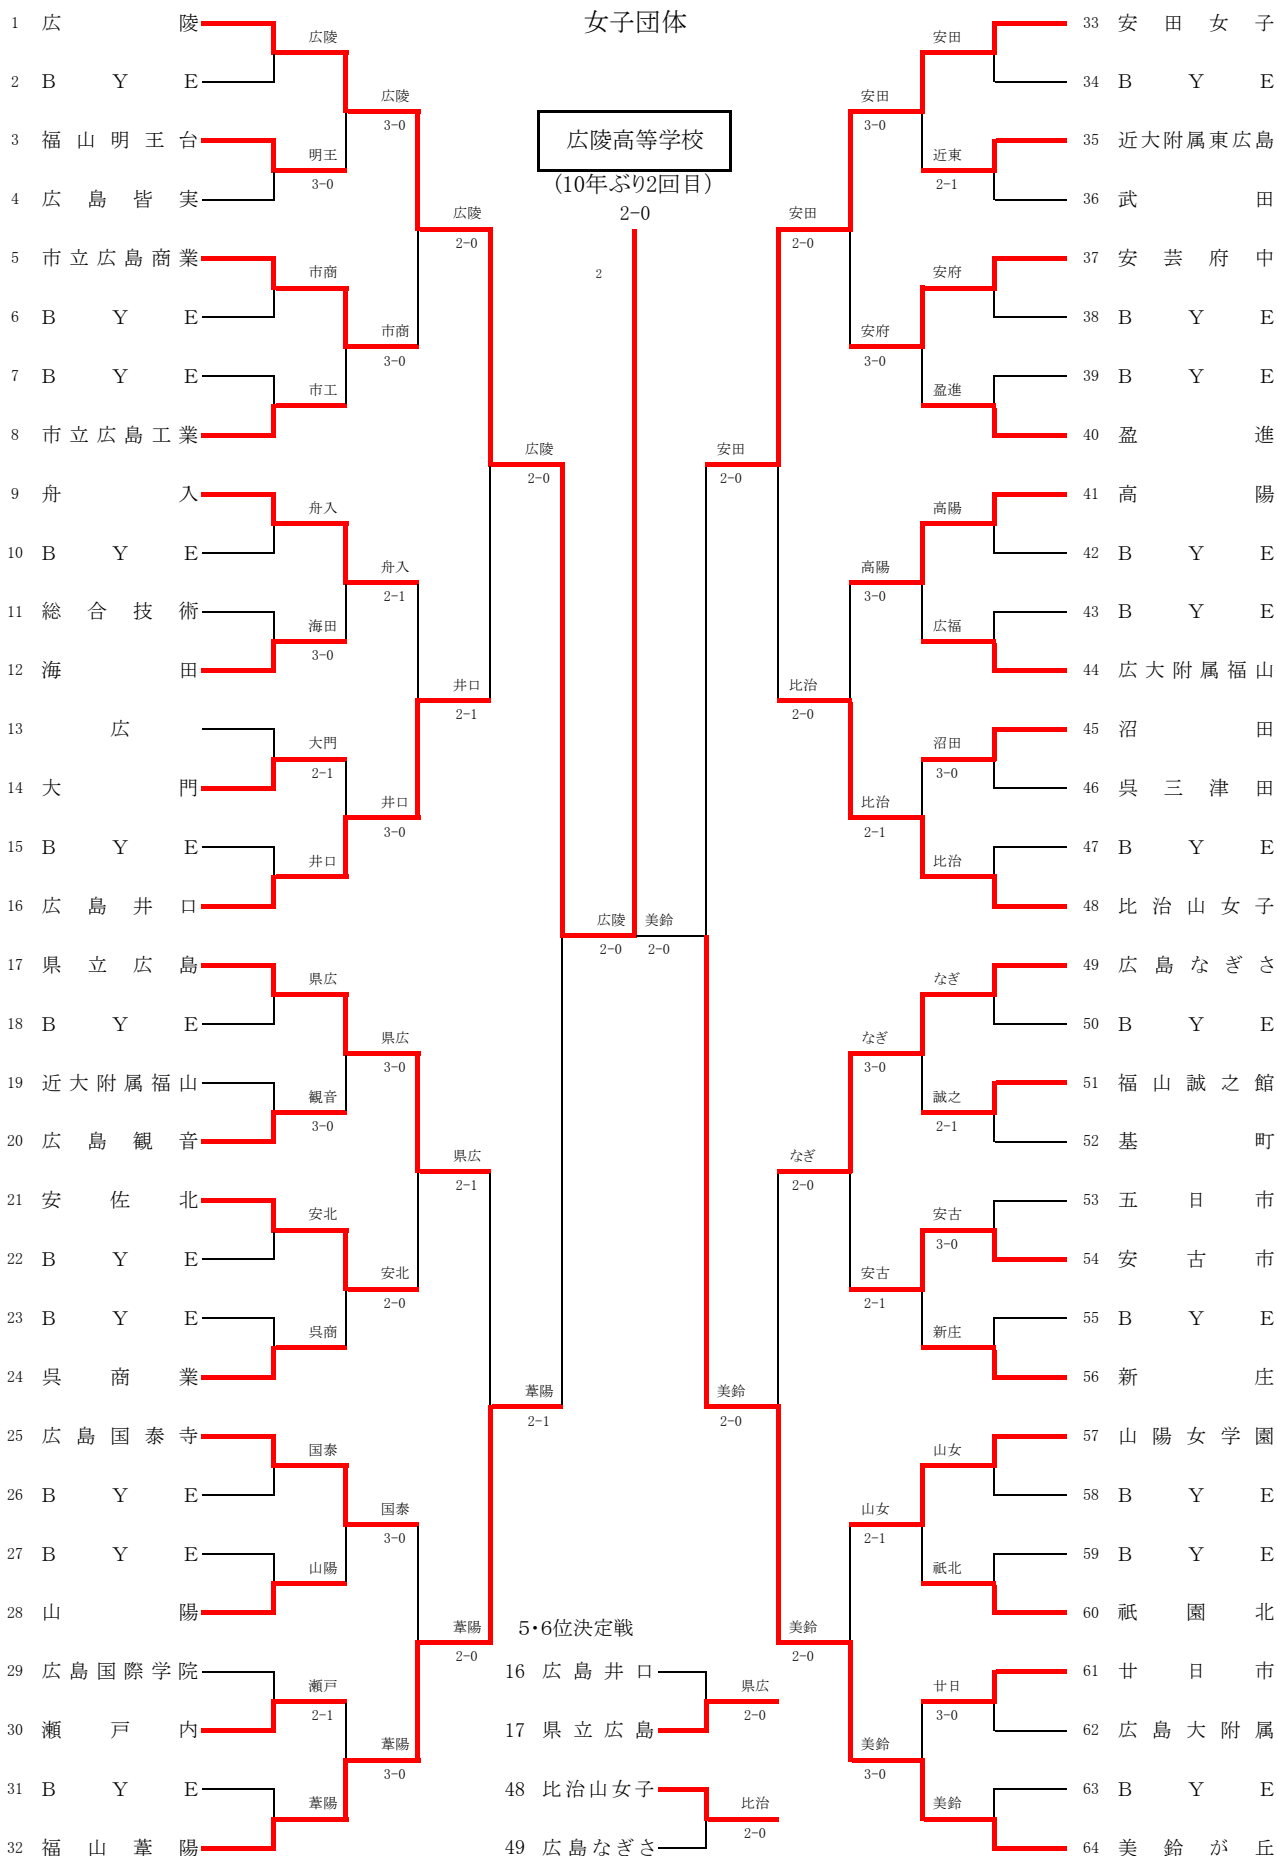 女子団体
広陵高等学校
(10年ぶり2回目)
2-0
2
1 広陵
2 BYE
3 福山明王台
4 広島皆実
5 市立広島商業
6 BYE
7 BYE
8 市立広島工業
9 舟入
10 BYE
11 総合技術
12 海田
13 広
14 大門
15 BYE
16 広島井口
17 県立広島
18 BYE
19 近大附属福山
20 広島観音
21 安佐北
22 BYE
23 BYE
24 呉商業
25 広島国泰寺
26 BYE
27 BYE
28 山陽
29 広島国際学院
30 瀬戸内
31 BYE
32 福山葦陽
広陵
明王
3-0
市商
市工
舟入
海田
3-0
大門
2-1
井口
県広
観音
3-0
安北
呉商
国泰
山陽
瀬戸
2-1
葦陽
広陵
3-0
市商
3-0
舟入
2-1
井口
3-0
県広
3-0
安北
2-0
国泰
3-0
葦陽
3-0
広陵
2-0
井口
2-1
県広
2-1
葦陽
2-0
広陵
2-0
葦陽
2-1
広陵
2-0
美鈴
2-0
安田
2-0
美鈴
2-0
安田
2-0
比治
2-0
なぎ
2-0
美鈴
2-0
安田
3-0
安府
3-0
高陽
3-0
比治
2-1
なぎ
3-0
安古
2-1
山女
2-1
美鈴
3-0
安田
近東
2-1
安府
盈進
高陽
広福
沼田
3-0
比治
なぎ
誠之
2-1
安古
3-0
新庄
山女
祇北
廿日
3-0
美鈴
33 安田女子
34 BYE
35 近大附属東広島
36 武田
37 安芸府中
38 BYE
39 BYE
40 盈進
41 高陽
42 BYE
43 BYE
44 広大附属福山
45 沼田
46 呉三津田
47 BYE
48 比治山女子
49 広島なぎさ
50 BYE
51 福山誠之館
52 基町
53 五日市
54 安古市
55 BYE
56 新庄
57 山陽女学園
58 BYE
59 BYE
60 祇園北
61 廿日市
62 広島大附属
63 BYE
64 美鈴が丘
5・6位決定戦
16 広島井口
17 県立広島
県広
2-0
48 比治山女子
49 広島なぎさ
比治
2-0